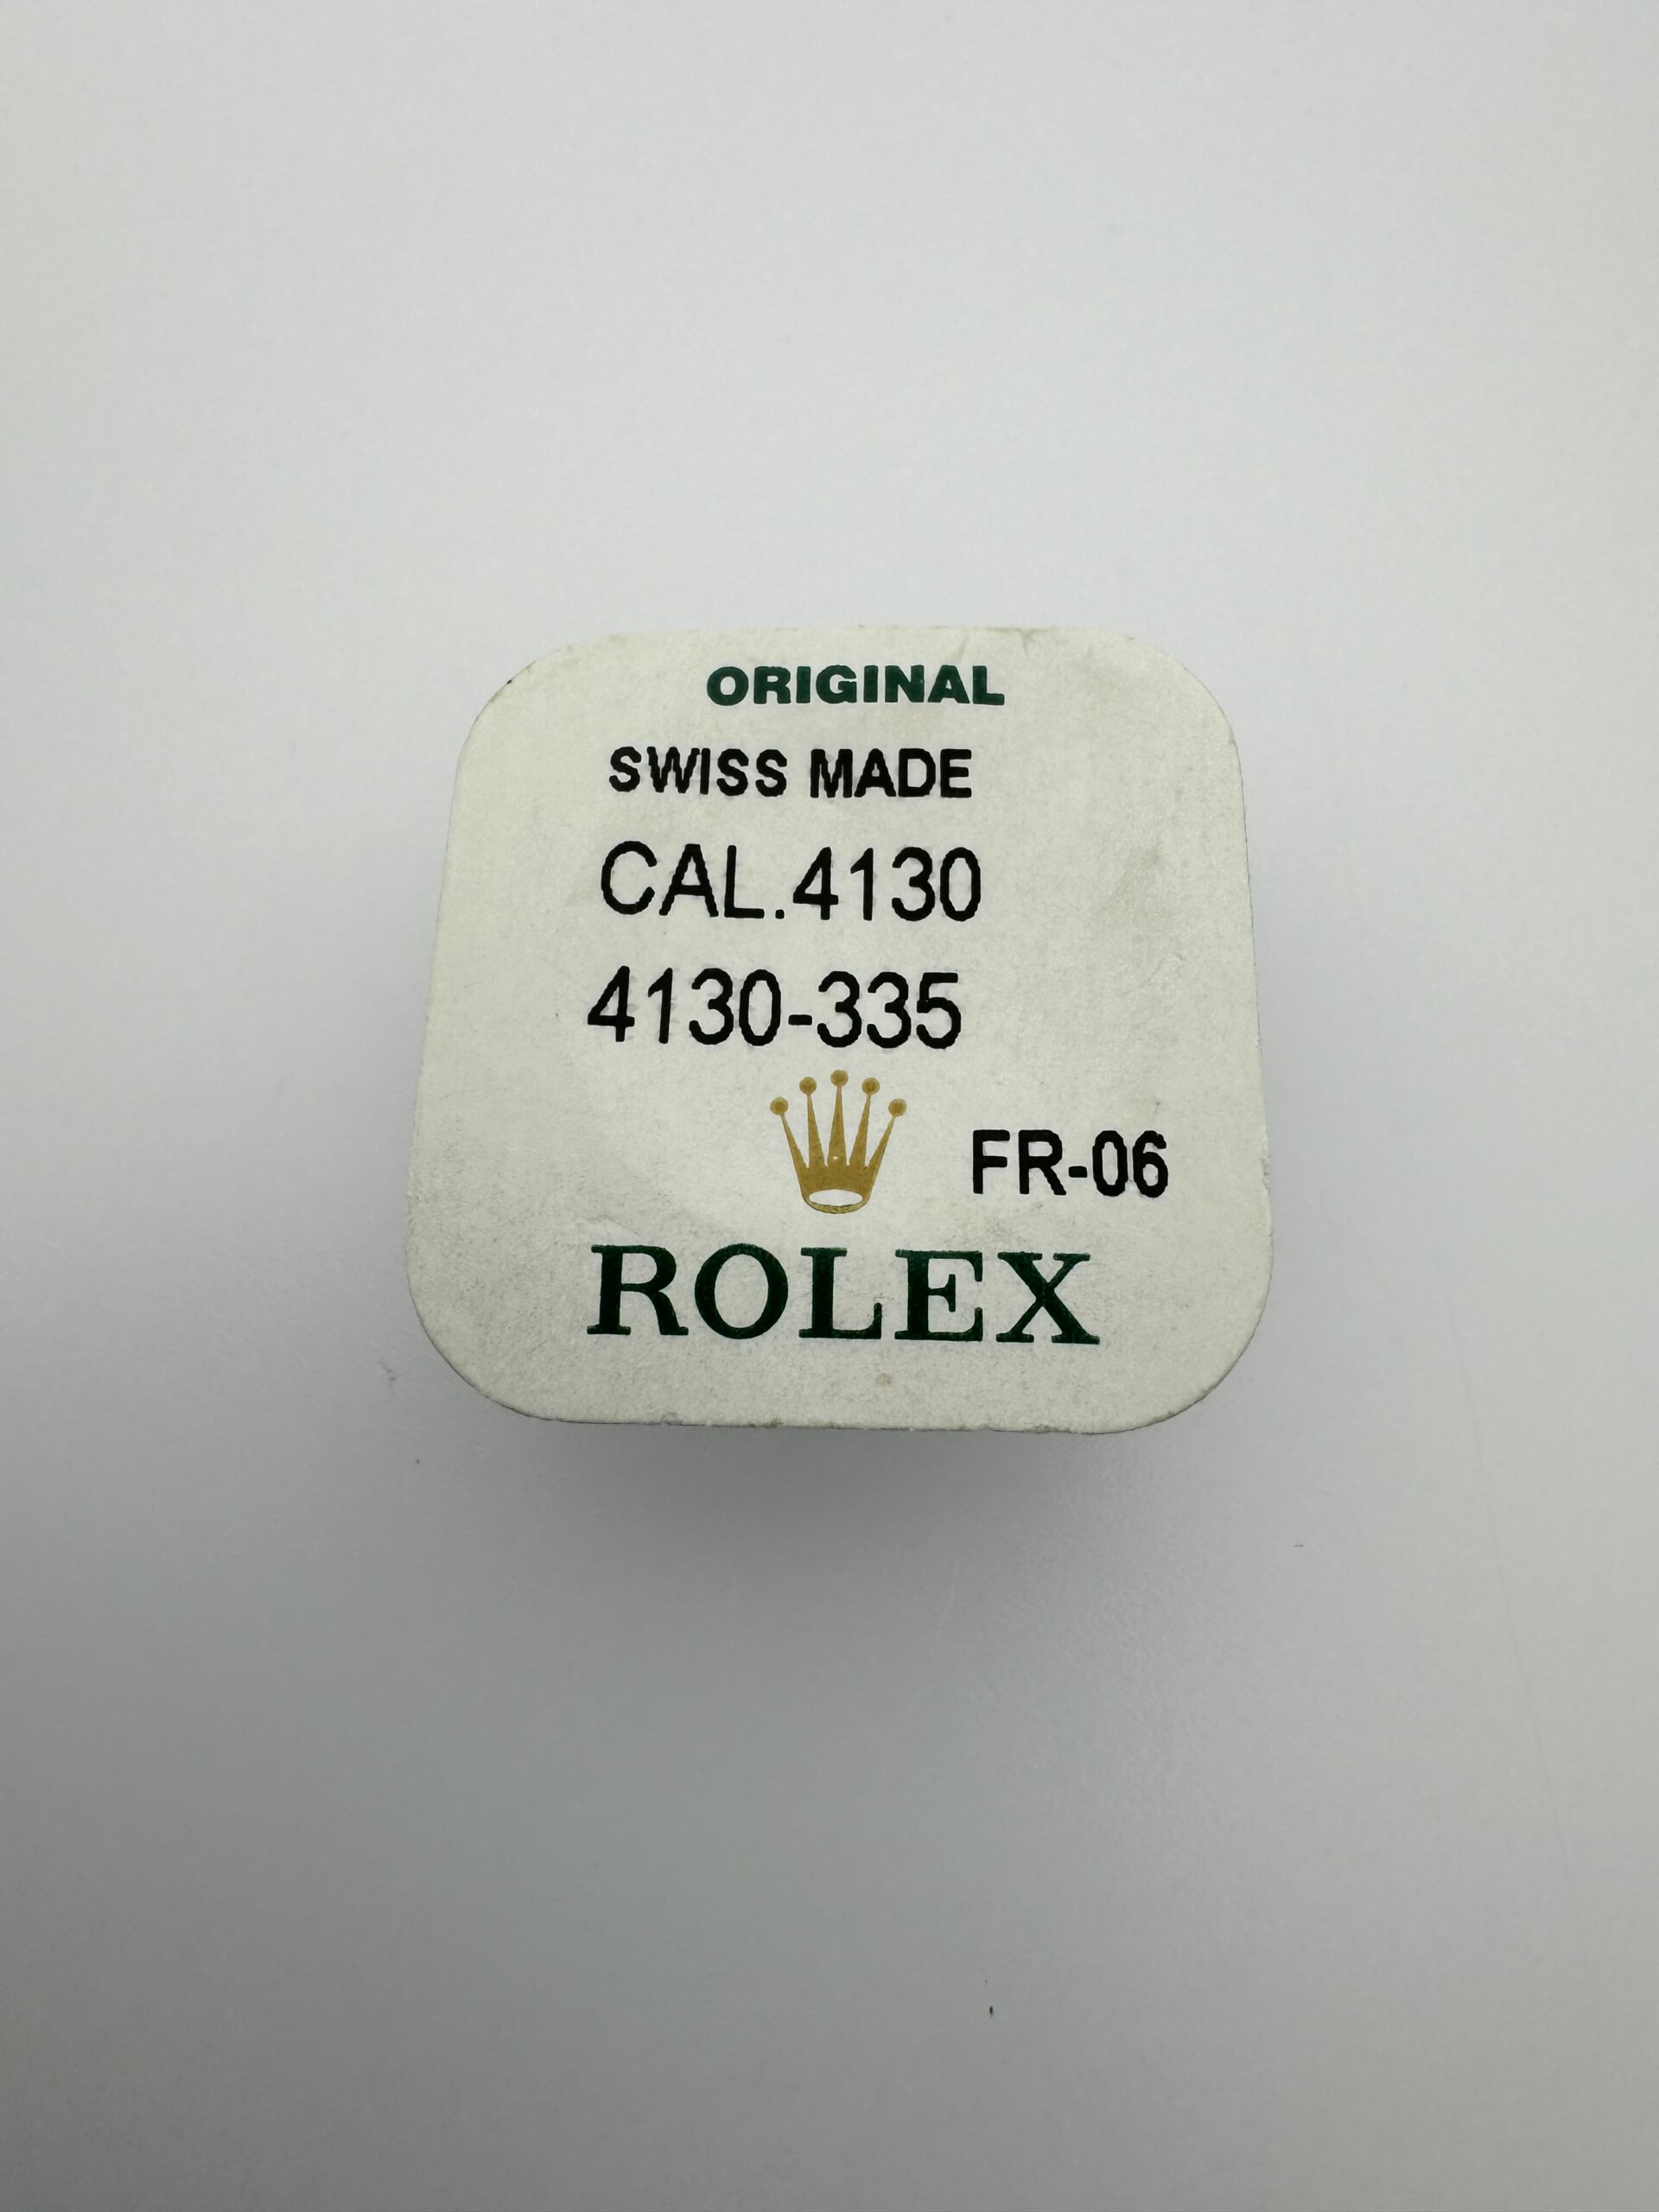 ORIGINAL
SWISS MADE
CAL.4130
4130-335
FR-06
ROLEX